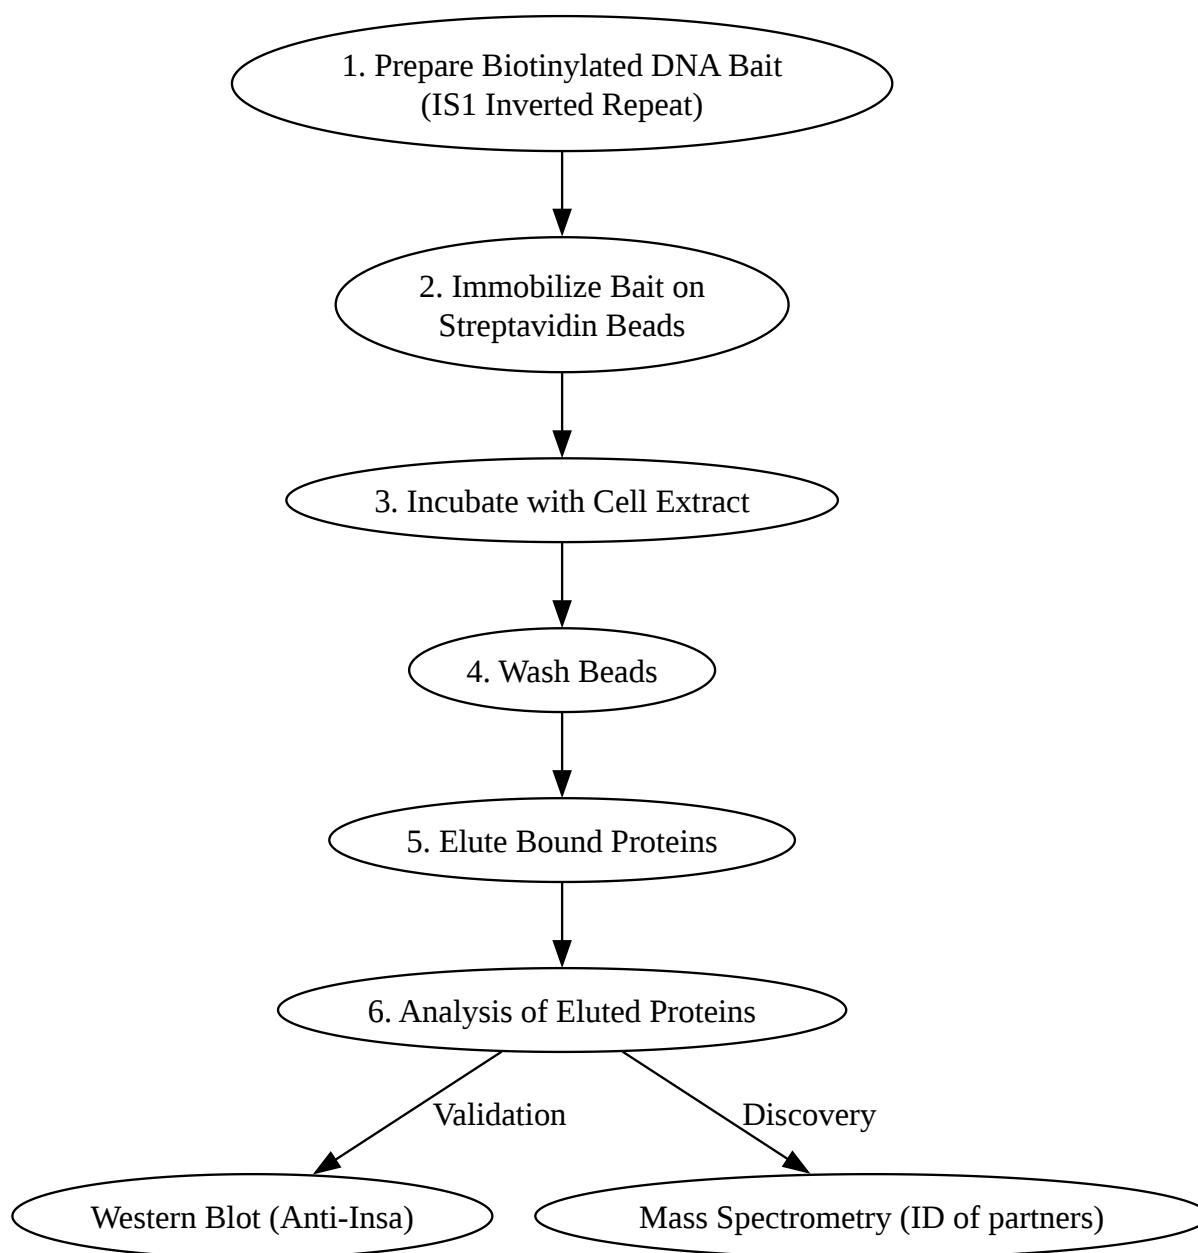 1. Prepare Biotinylated DNA Bait
(IS1 Inverted Repeat)
2. Immobilize Bait on
Streptavidin Beads
3. Incubate with Cell Extract
4. Wash Beads
5. Elute Bound Proteins
6. Analysis of Eluted Proteins
Validation
Discovery
Western Blot (Anti-Insa)
Mass Spectrometry (ID of partners)